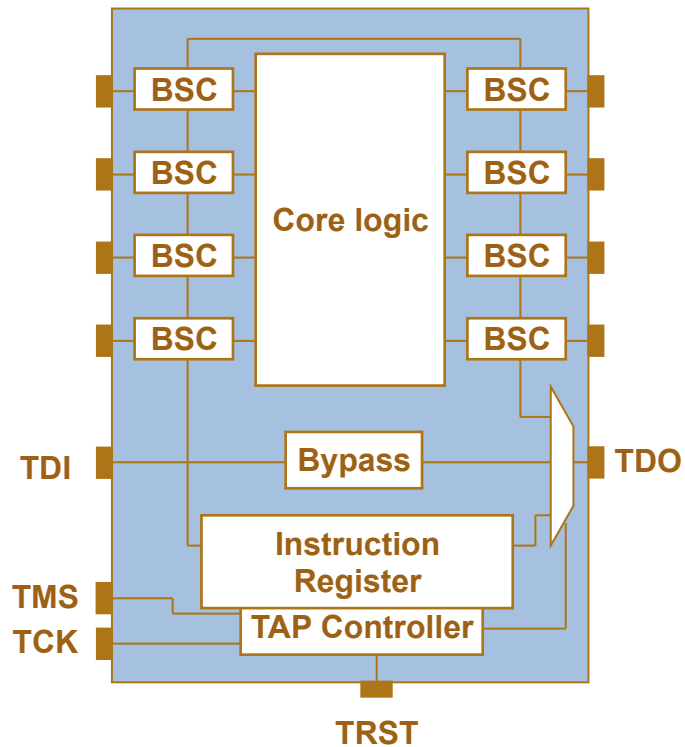 BSC
BSC
BSC
BSC
Core logic
BSC
BSC
BSC
BSC
TDI
Bypass
TDO
Instruction
Register
TMS
TAP Controller
TCK
TRST